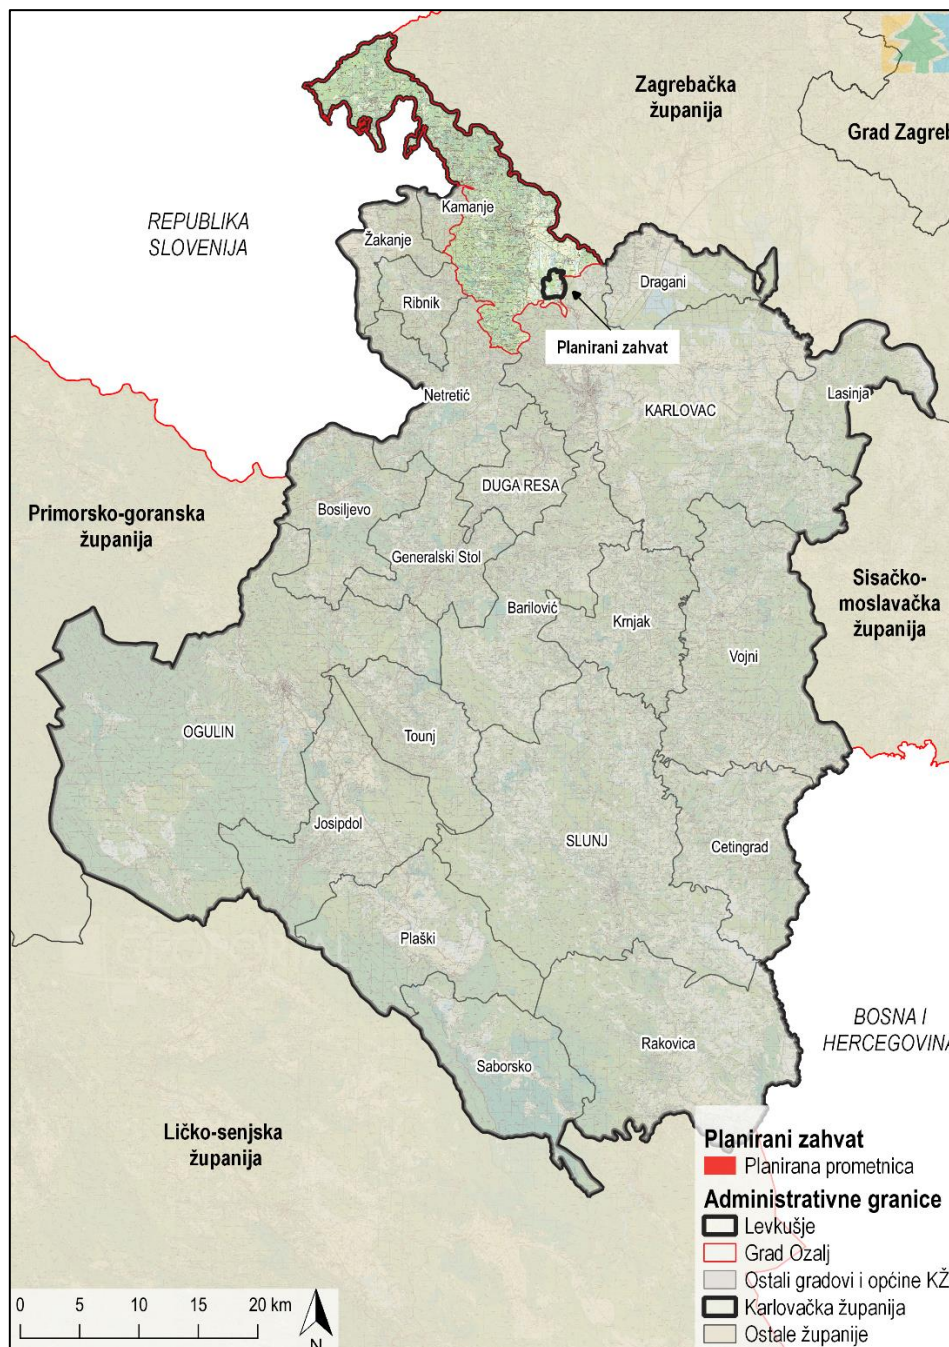 Zagrebačka
županija
Grad Zagreb
REPUBLIKA
SLOVENIJA
Kamanje
Žakanje
Ribnik
Dragani
Planirani zahvat
Netretić
KARLOVAC
Lasinja
DUGA RESA
Primorsko-goranska
županija
Bosiljevo
Generalski Stol
Sisačko-
moslavačka
županija
Barilović
Krnjak
Vojni
OGULIN
Tounj
Josipdol
SLUNJ
Cetingrad
Plaški
BOSNA I
HERCEGOVINA
Rakovica
Saborsko
Ličko-senjska
županija
Planirani zahvat
Planirana prometnica
Administrativne granice
Levkušje
Grad Ozalj
Ostali gradovi i općine KŽ
Karlovačka županija
Ostale županije
0 5 10 20 km
N